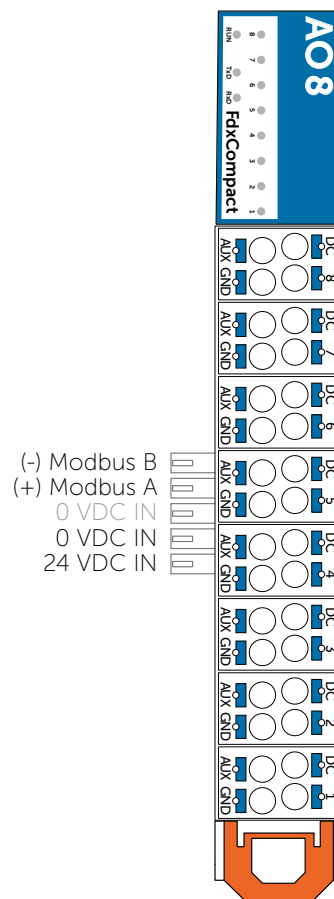 AO 8
8 7 6 5 4 3 2 1
RUN TxD RxD
FdxCompact
AUX DC
GND 8
AUX DC
GND 7
AUX DC
GND 6
AUX DC
GND 5
AUX DC
GND 4
AUX DC
GND 3
AUX DC
GND 2
AUX DC
GND 1
(-) Modbus B
(+) Modbus A
0 VDC IN
0 VDC IN
24 VDC IN